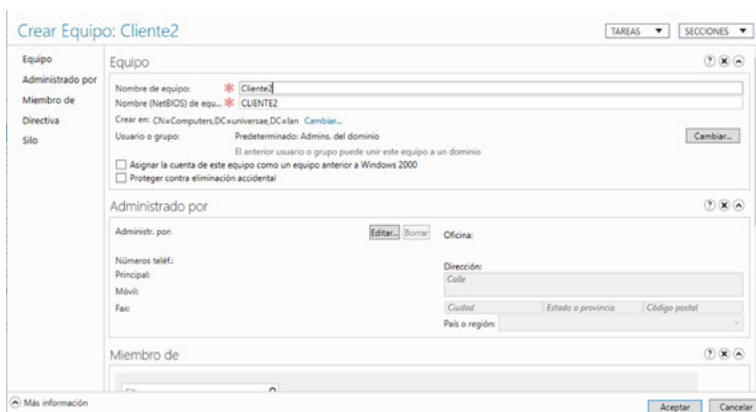 Crear Equipo: Cliente2
TAREAS
SECCIONES
Equipo
Administrado por
Miembro de
Directiva
Silo
Equipo
Nombre de equipo: Cliente2
Nombre (NetBIOS) de equ... CLIENTE2
Crear en: CN=Computers,DC=universae,DC=lan Cambiar...
Usuario o grupo: Predeterminado: Admins. del dominio Cambiar...
El anterior usuario o grupo puede unir este equipo a un dominio
Asignar la cuenta de este equipo como un equipo anterior a Windows 2000
Proteger contra eliminación accidental
Administrado por
Administr. por: Editar... Borrar Oficina:
Números teléf.:
Principal:
Móvil:
Fax:
Dirección:
Calle
Ciudad Estado o provincia Código postal
País o región:
Miembro de
Más información
Aceptar Cancelar